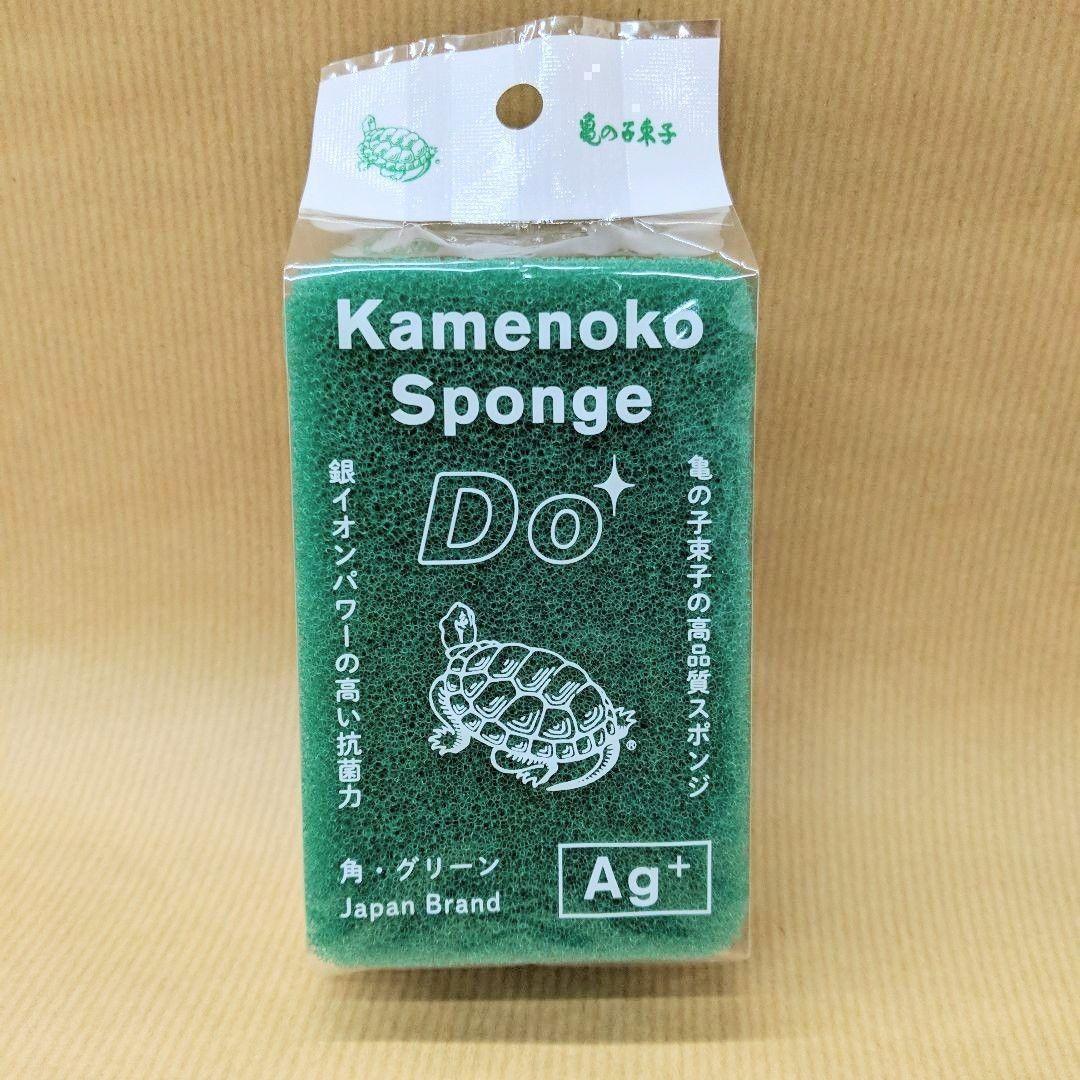 亀の子束子
Kamenoko
Sponge
Do
亀の子束子の高品質スポンジ
銀イオンパワーの高い抗菌力
角・グリーン
Japan Brand
Ag+